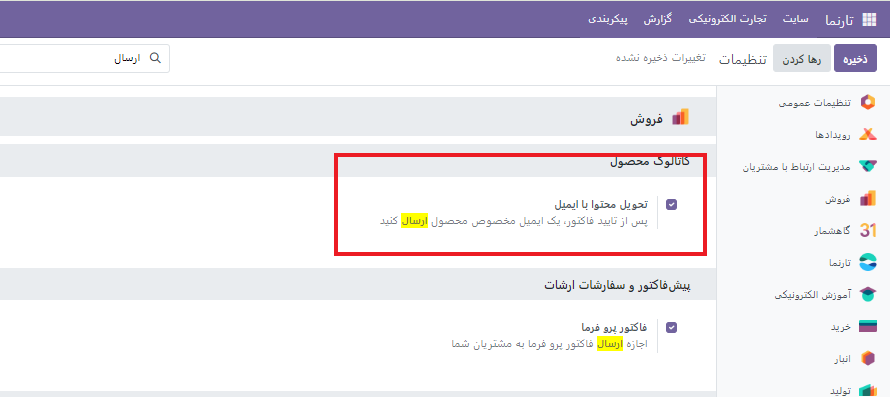 تارنما سایت تجارت الکترونیکی گزارش پیکربندی
ذخیره رها کردن تنظیمات تغییرات ذخیره نشده ارسال
تنظیمات عمومی
رویدادها
مدیریت ارتباط با مشتریان
فروش
گاهشمار
31
تارنما
آموزش الکترونیکی
خرید
انبار
تولید
فروش
کاتالوگ محصول
تحویل محتوا با ایمیل
پس از تایید فاکتور، یک ایمیل مخصوص محصول ارسال کنید
پیش‌فاکتور و سفارشات ارشات
فاکتور پرو فرما
اجازه ارسال فاکتور پرو فرما به مشتریان شما